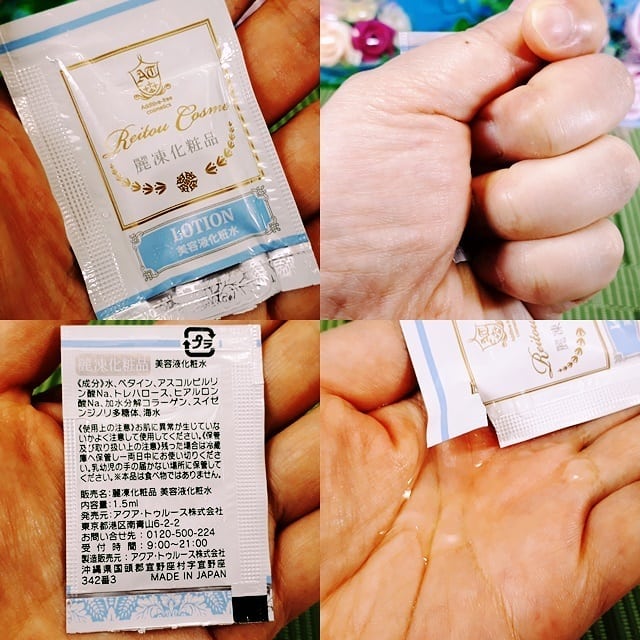 AT
Additive-free
cosmetics
Reitou Cosme
麗凍化粧品
LOTION
美容液化粧水
Reitou
麗凍
プラ
麗凍化粧品 美容液化粧水
《成分》水、ベタイン、アスコルビルリ
ン酸Na、トレハロース、ヒアルロン
酸Na、加水分解コラーゲン、スイゼ
ンジノリ多糖体、海水
《使用上の注意》お肌に異常が生じていな
いかよく注意して使用してください。《保管
及び取り扱い上の注意》残った場合は冷蔵
庫へ保管し一両日中にお使い切りくださ
い。乳幼児の手の届かない場所に保管して
ください。※本品は食べ物ではありません。
販売名：麗凍化粧品 美容液化粧水
内容量：1.5ml
発売元：アクア・トゥルース株式会社
東京都港区南青山6-2-2
お問い合せ先：0120-500-224
受付時間：9:00～21:00
製造販売元：アクア・トゥルース株式会社
沖縄県国頭郡宜野座村字宜野座
342番3 MADE IN JAPAN